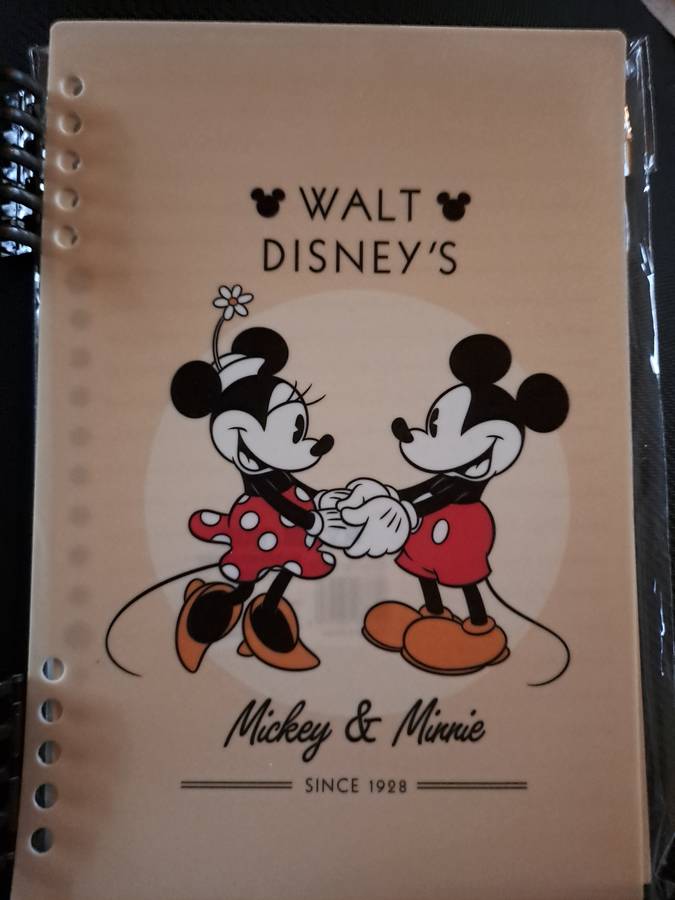 WALT
DISNEY'S
Mickey & Minnie
SINCE 1928